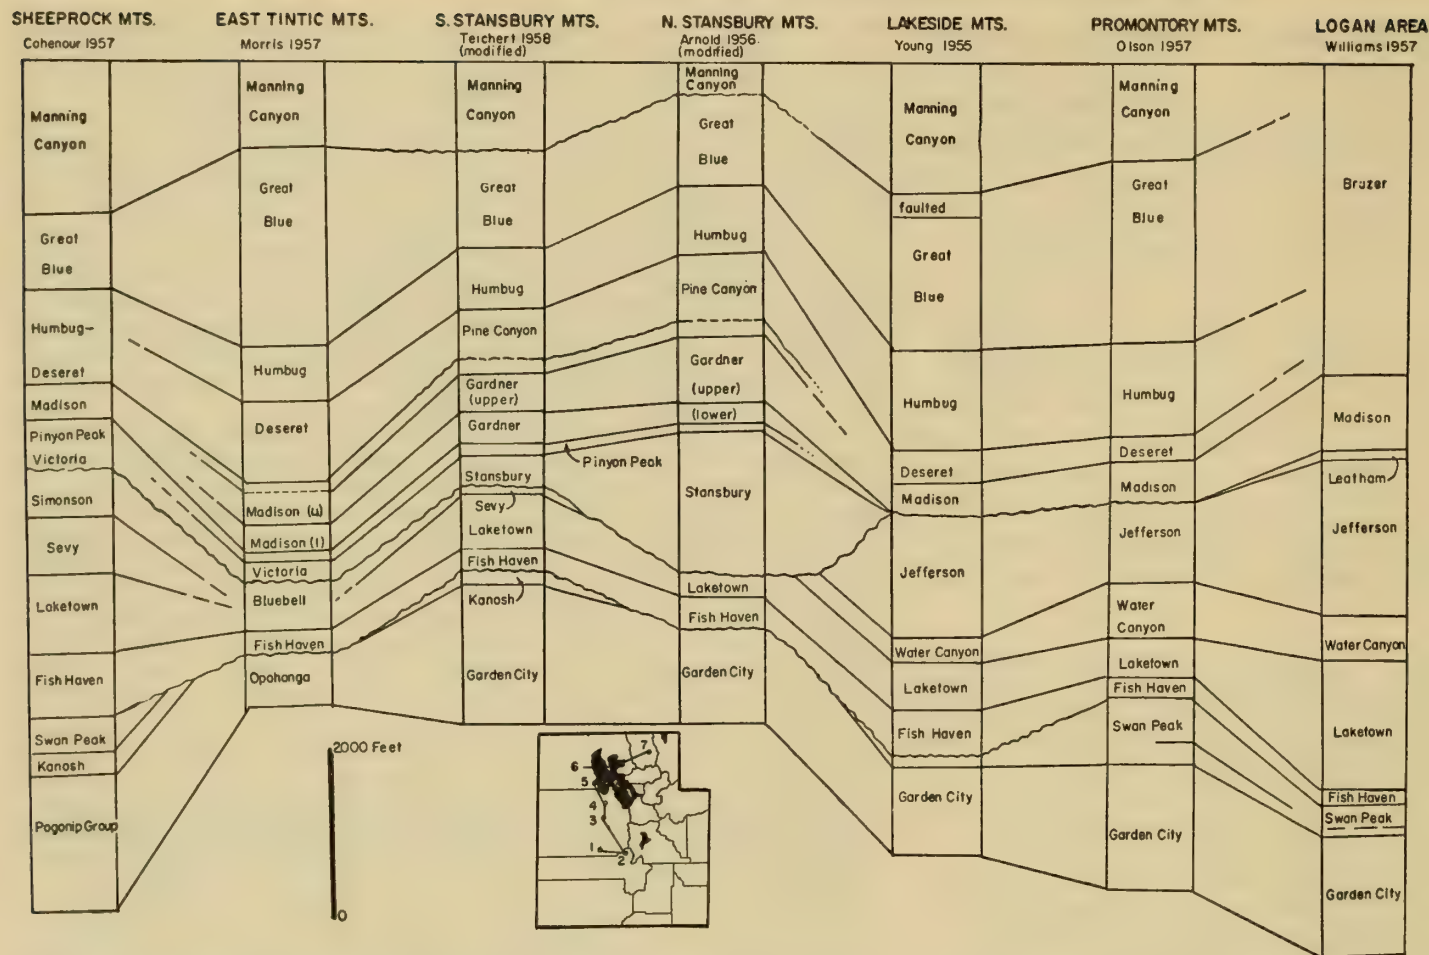 SHEEPROCK MTS.
Cohenour 1957
Manning
Canyon
Great
Blue
Humbug-
Deseret
Madison
Pinyon Peak
Victoria
Simonson
Sevy
Laketown
Fish Haven
Swan Peak
Kanosh
Pogonip Group
EAST TINTIC MTS.
Morris 1957
Manning
Canyon
Great
Blue
Humbug
Deseret
Madison (u)
Madison (l)
Victoria
Bluebell
Fish Haven
Opohonga
S. STANSBURY MTS.
Teichert 1958
(modified)
Manning
Canyon
Great
Blue
Humbug
Pine Canyon
Gardner
(upper)
Gardner
Pinyon Peak
Stansbury
Sevy
Laketown
Fish Haven
Kanosh
Garden City
N. STANSBURY MTS.
Arnold 1956
(modified)
Manning
Canyon
Great
Blue
Humbug
Pine Canyon
Gardner
(upper)
(lower)
Stansbury
Laketown
Fish Haven
Garden City
LAKESIDE MTS.
Young 1955
Manning
Canyon
faulted
Great
Blue
Humbug
Deseret
Madison
Jefferson
Water Canyon
Laketown
Fish Haven
Garden City
PROMONTORY MTS.
Olson 1957
Manning
Canyon
Great
Blue
Humbug
Deseret
Madison
Jefferson
Water
Canyon
Laketown
Fish Haven
Swan Peak
Garden City
LOGAN AREA
Williams 1957
Brazer
Madison
Leatham
Jefferson
Water Canyon
Laketown
Fish Haven
Swan Peak
Garden City
2000 Feet
0
7
6
5
4
3
1
2